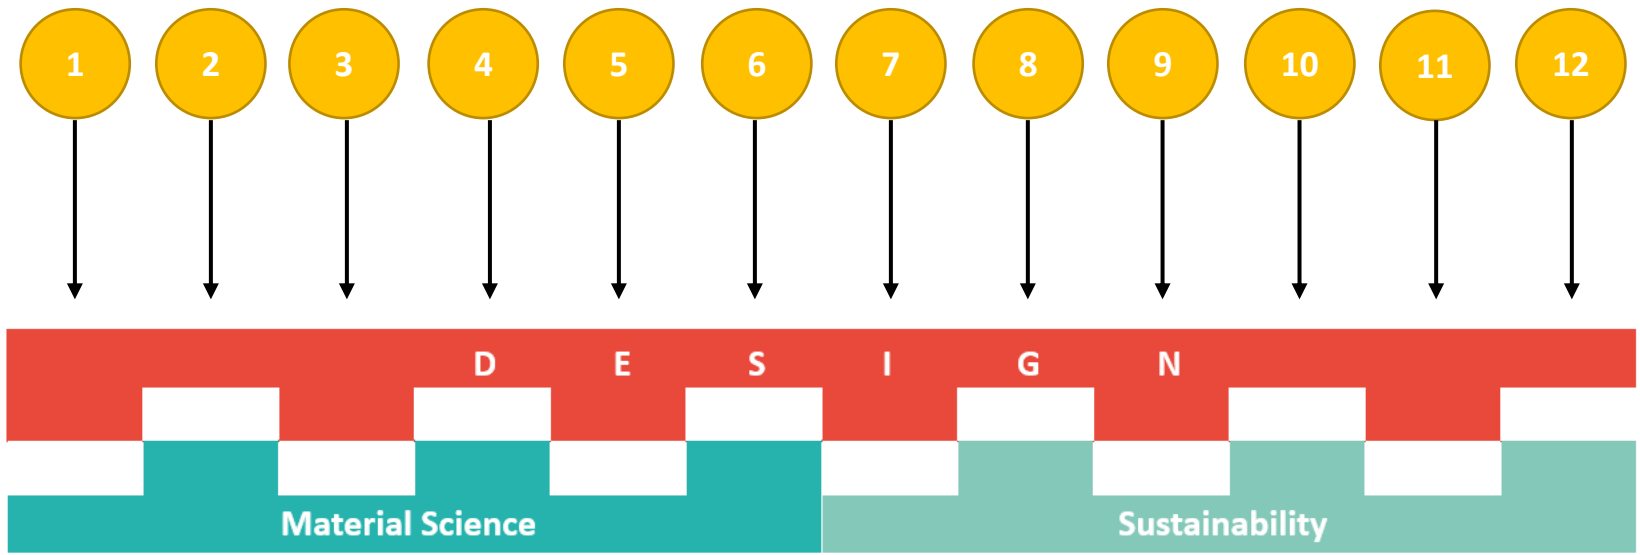 1 2 3 4 5 6 7 8 9 10 11 12
D E S I G N
Material Science Sustainability